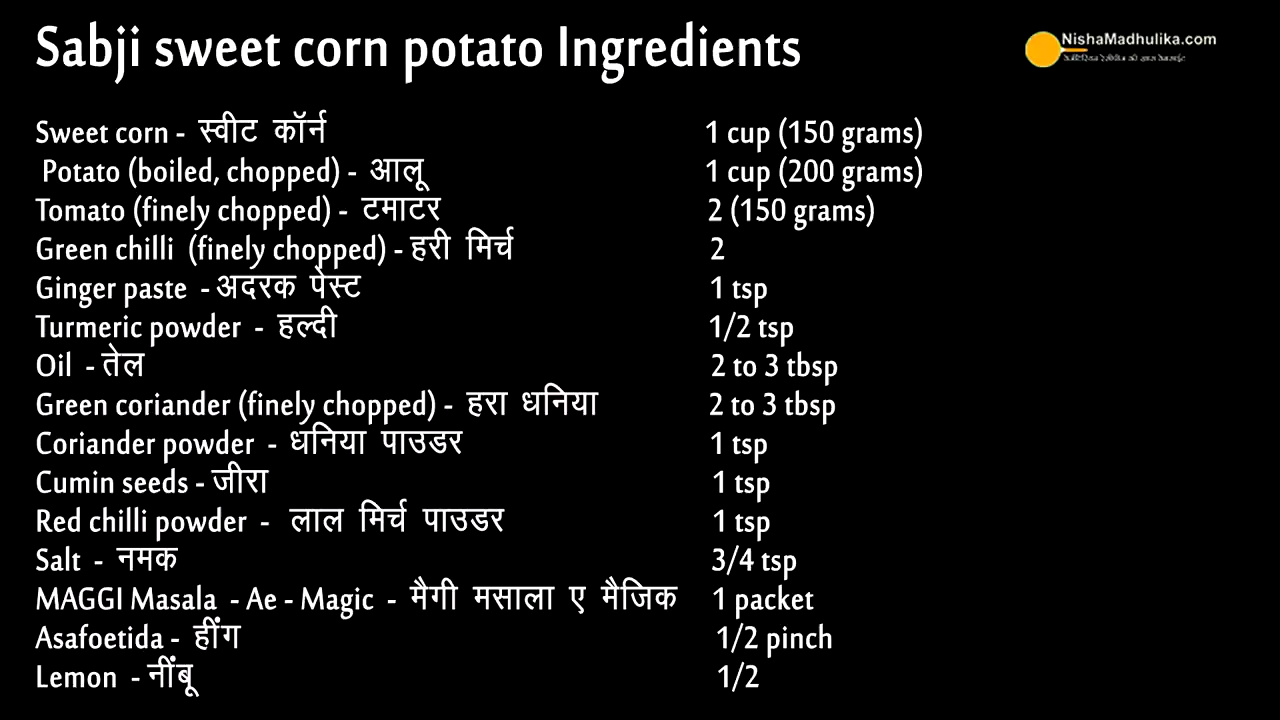 Sabji sweet corn potato Ingredients
NishaMadhulika.com
Sweet corn - स्वीट कॉर्न 1 cup (150 grams)
Potato (boiled, chopped) - आलू 1 cup (200 grams)
Tomato (finely chopped) - टमाटर 2 (150 grams)
Green chilli (finely chopped) - हरी मिर्च 2
Ginger paste - अदरक पेस्ट 1 tsp
Turmeric powder - हल्दी 1/2 tsp
Oil - तेल 2 to 3 tbsp
Green coriander (finely chopped) - हरा धनिया 2 to 3 tbsp
Coriander powder - धनिया पाउडर 1 tsp
Cumin seeds - जीरा 1 tsp
Red chilli powder - लाल मिर्च पाउडर 1 tsp
Salt - नमक 3/4 tsp
MAGGI Masala - Ae - Magic - मैगी मसाला ए मैजिक 1 packet
Asafoetida - हींग 1/2 pinch
Lemon - नींबू 1/2